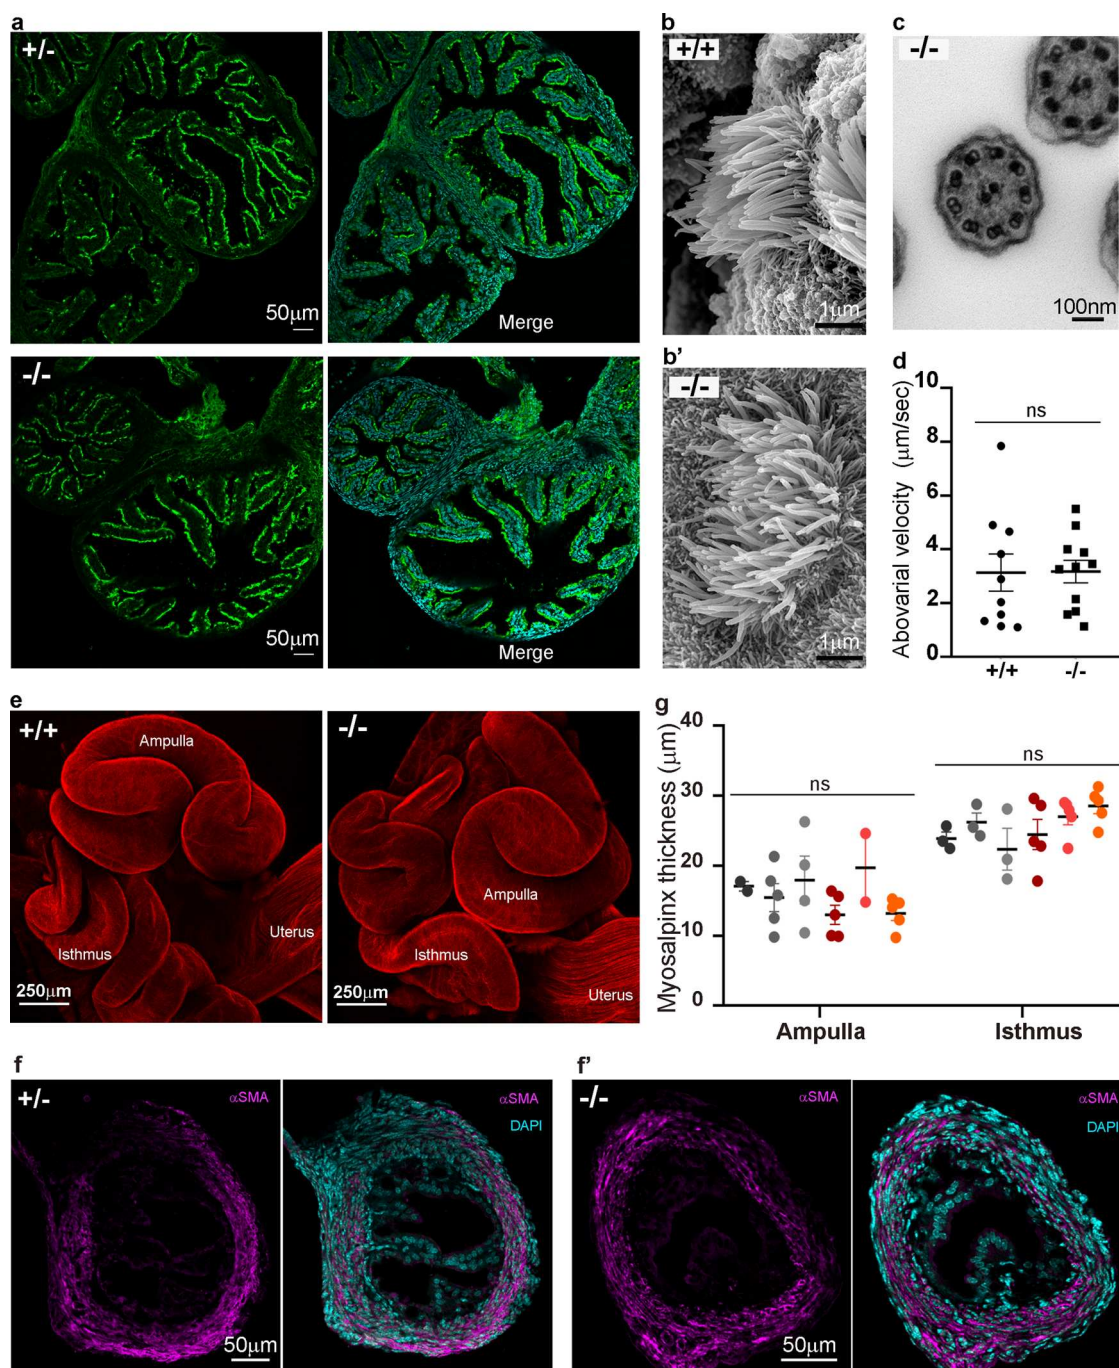 a
+/-
50μm
Merge
-/-
50μm
Merge
b
+/+
1μm
b'
-/-
1μm
c
-/-
100nm
d
Abovarial velocity (μm/sec)
10
8
6
4
2
0
ns
+/+
-/-
e
+/+
Ampulla
Isthmus
Uterus
250μm
-/-
Ampulla
Isthmus
Uterus
250μm
g
Myosalpinx thickness (μm)
40
30
20
10
0
ns
ns
Ampulla
Isthmus
f
+/-
αSMA
50μm
αSMA
DAPI
f'
-/-
αSMA
50μm
αSMA
DAPI